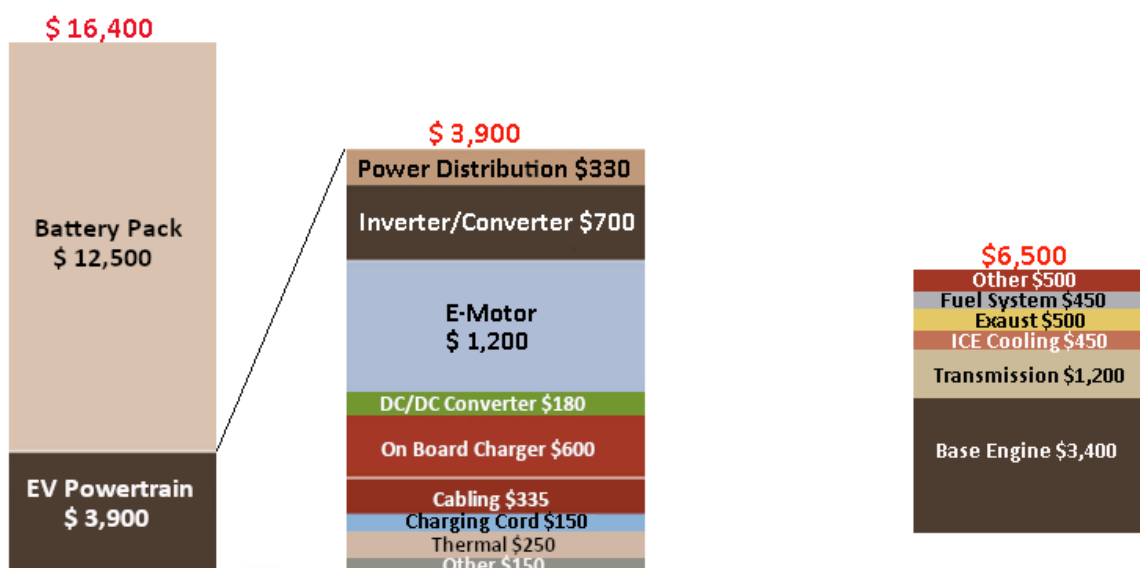 $ 16,400
Battery Pack
$ 12,500
EV Powertrain
$ 3,900
$ 3,900
Power Distribution $330
Inverter/Converter $700
E-Motor
$ 1,200
DC/DC Converter $180
On Board Charger $600
Cabling $335
Charging Cord $150
Thermal $250
Other $150
$6,500
Other $500
Fuel System $450
Exaust $500
ICE Cooling $450
Transmission $1,200
Base Engine $3,400